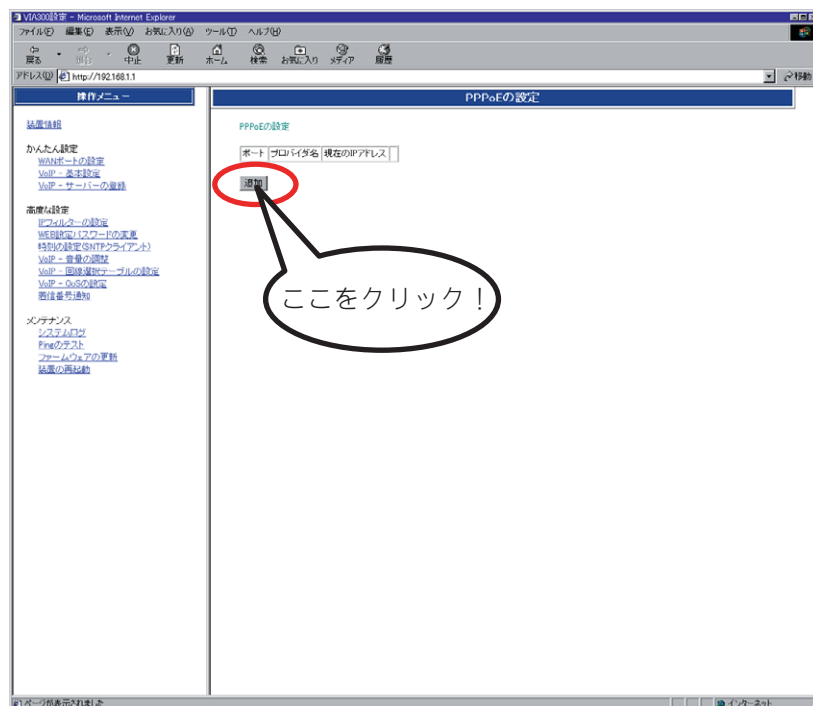 VIA300設定 - Microsoft Internet Explorer
ファイル(F) 編集(E) 表示(V) お気に入り(A) ツール(T) ヘルプ(H)
戻る 進む 中止 更新 ホーム 検索 お気に入り メディア 履歴
アドレス(D) http://192.168.1.1 移動
操作メニュー
PPPoEの設定
装置情報
かんたん設定
WANポートの設定
VoIP - 基本設定
VoIP - サーバーの登録
高度な設定
IPフィルターの設定
WEB設定パスワードの変更
時刻の設定(SNTPクライアント)
VoIP - 音量の調整
VoIP - 回線選択テーブルの設定
VoIP - QoSの設定
着信番号通知
メンテナンス
システムログ
Pingのテスト
ファームウェアの更新
装置の再起動
PPPoEの設定
ポート プロバイダ名 現在のIPアドレス
追加
ここをクリック!
ページが表示されました インターネット